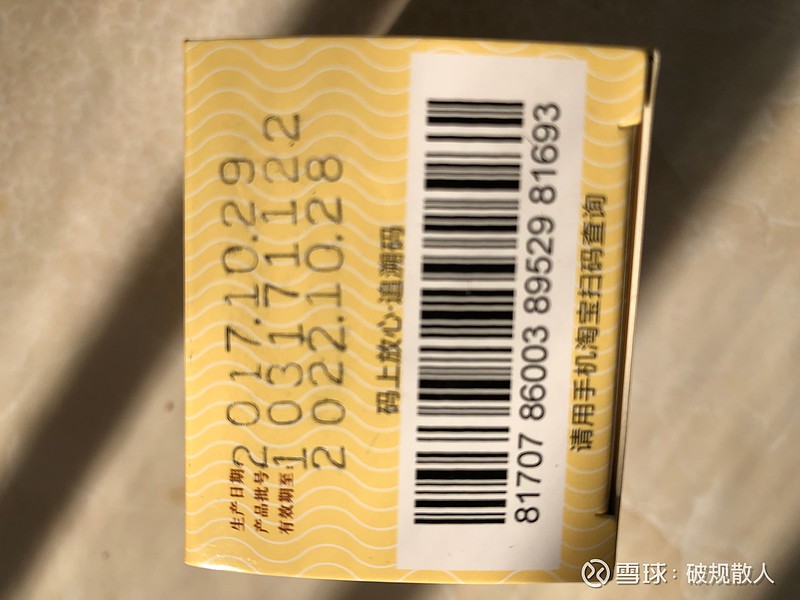 生产日期: 2017.10.29
产品批号: 1031711122
有效期至: 2022.10.28
码上放心·追溯码
81707 86003 89529 81693
请用手机淘宝扫码查询
雪球：破规散人